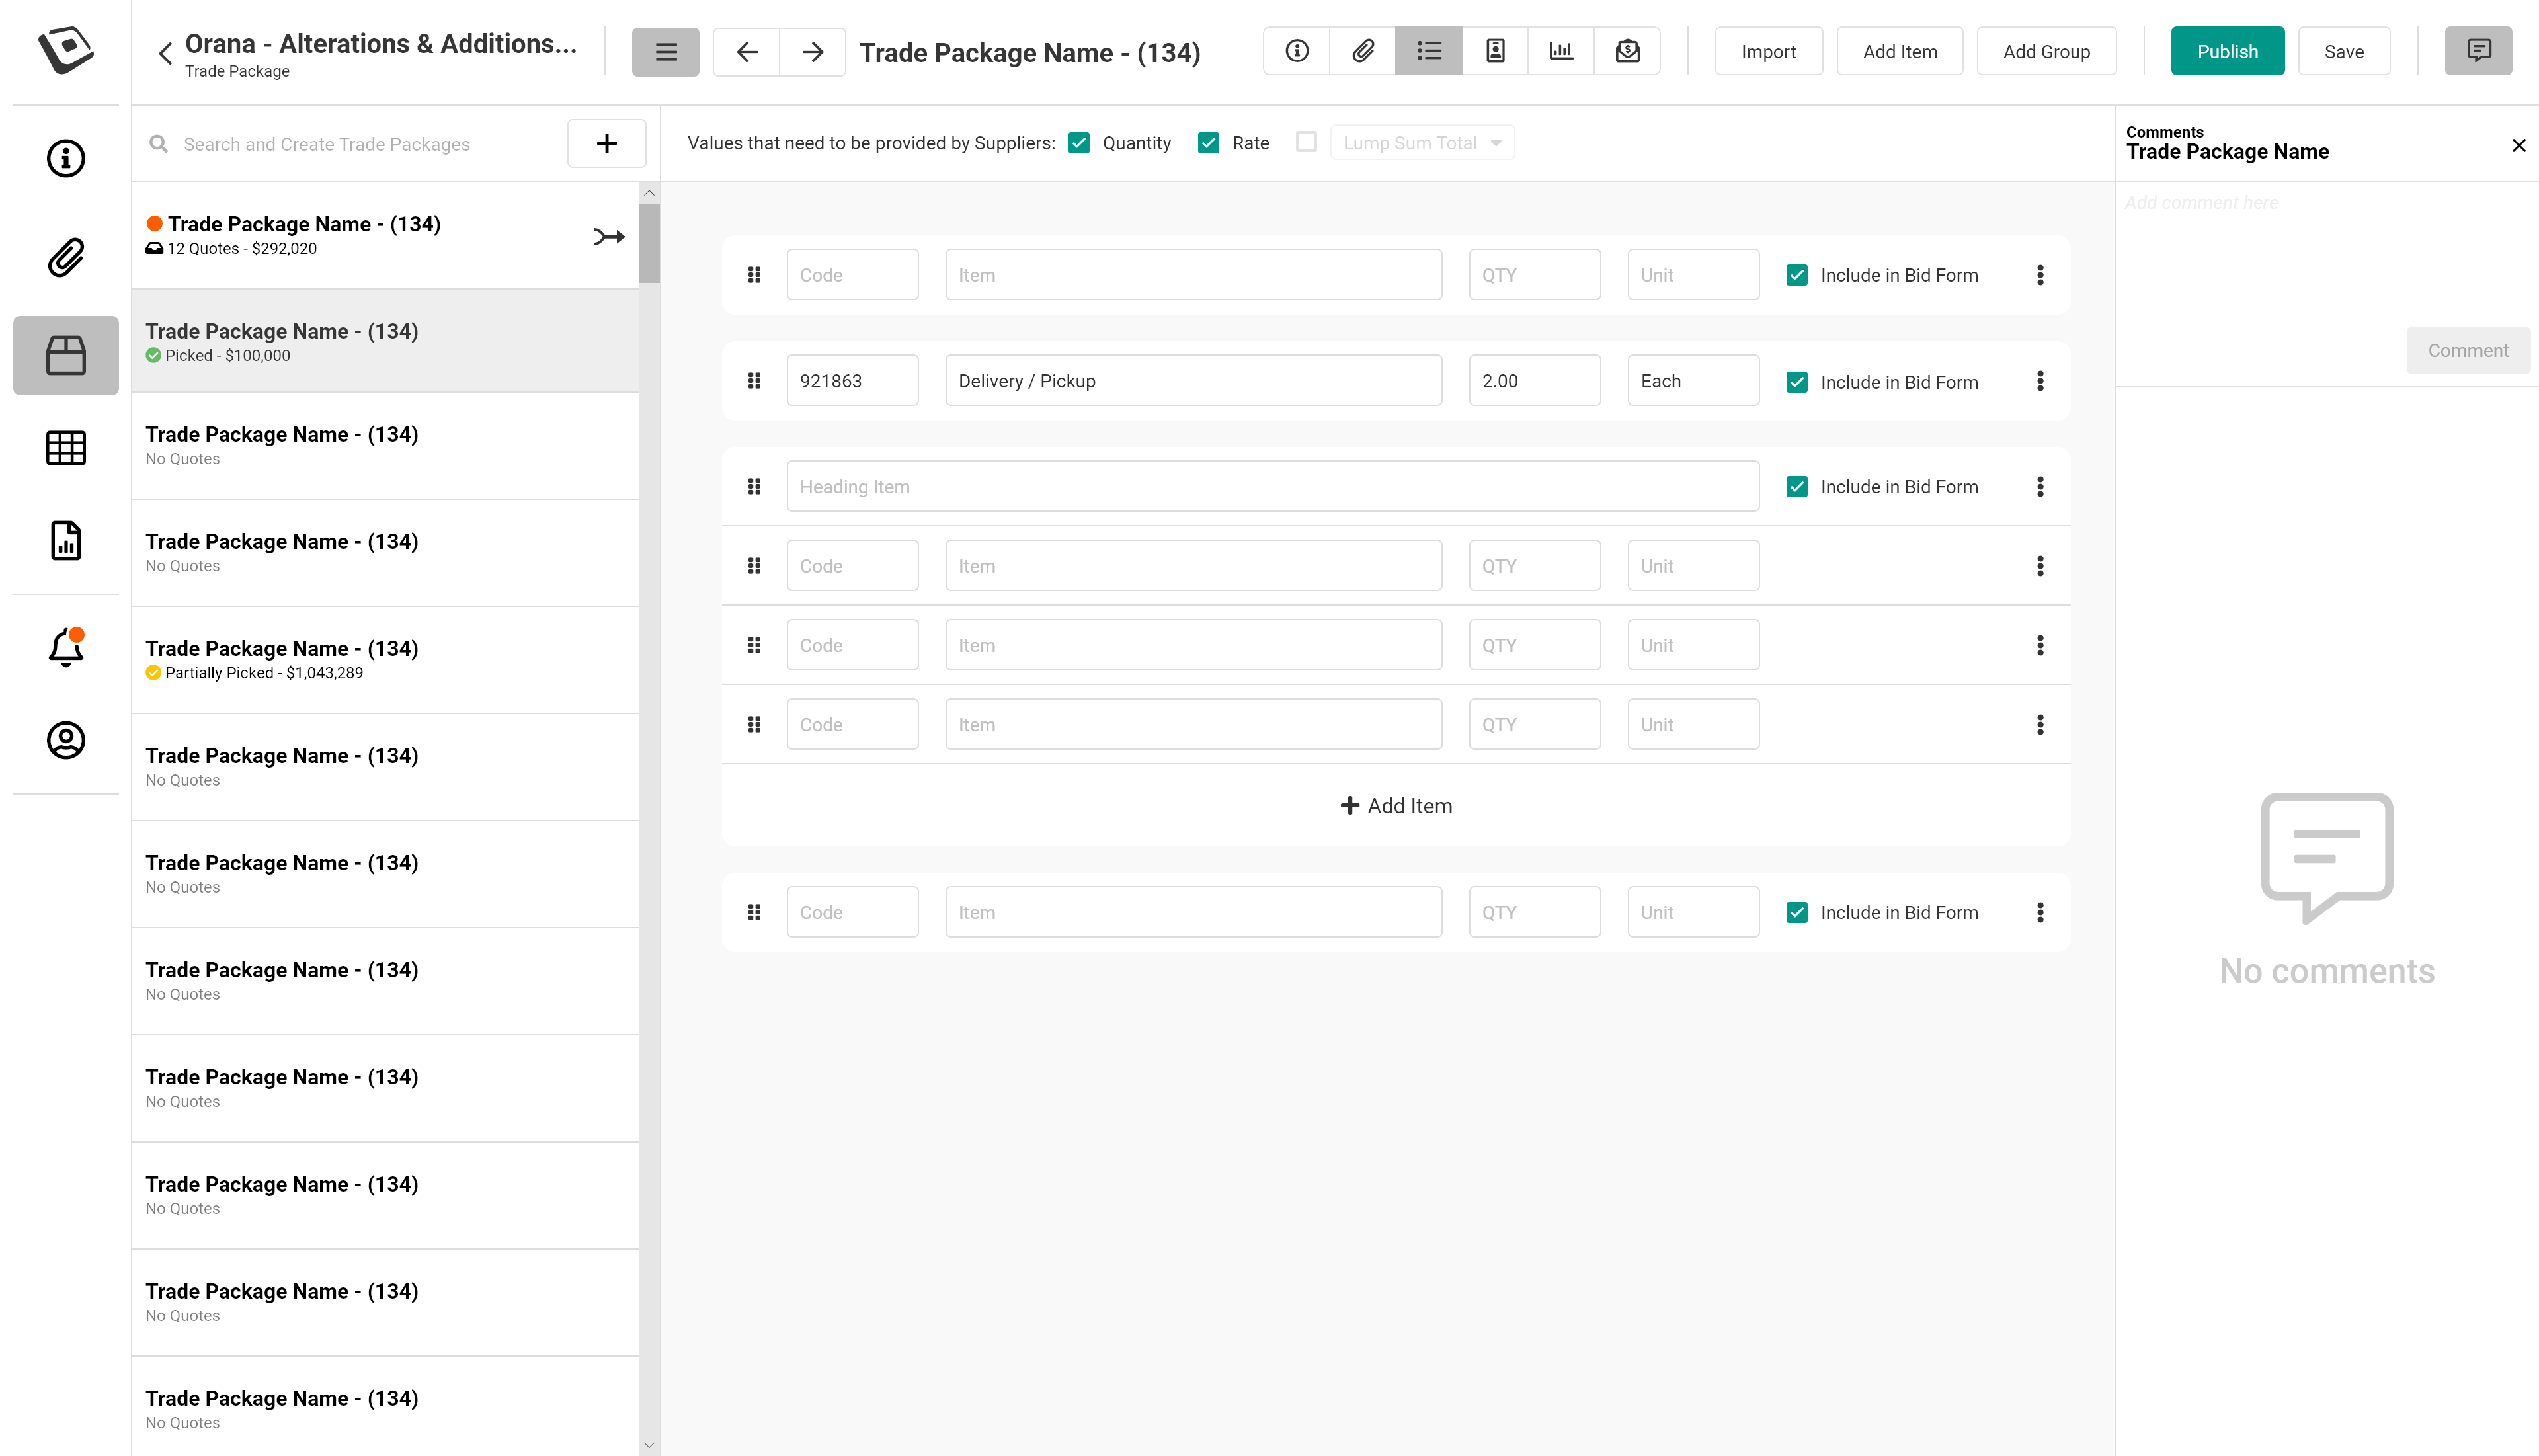 Orana - Alterations & Additions...
Trade Package
Trade Package Name - (134)
Import
Add Item
Add Group
Publish
Save
Search and Create Trade Packages
Trade Package Name - (134)
12 Quotes - $292,020
Trade Package Name - (134)
Picked - $100,000
Trade Package Name - (134)
No Quotes
Trade Package Name - (134)
No Quotes
Trade Package Name - (134)
Partially Picked - $1,043,289
Trade Package Name - (134)
No Quotes
Trade Package Name - (134)
No Quotes
Trade Package Name - (134)
No Quotes
Trade Package Name - (134)
No Quotes
Trade Package Name - (134)
No Quotes
Trade Package Name - (134)
No Quotes
Trade Package Name - (134)
No Quotes
Values that need to be provided by Suppliers: Quantity Rate Lump Sum Total
Code Item QTY Unit Include in Bid Form
921863 Delivery / Pickup 2.00 Each Include in Bid Form
Heading Item Include in Bid Form
Code Item QTY Unit
Code Item QTY Unit
Code Item QTY Unit
Add Item
Code Item QTY Unit Include in Bid Form
Comments
Trade Package Name
Add comment here
Comment
No comments